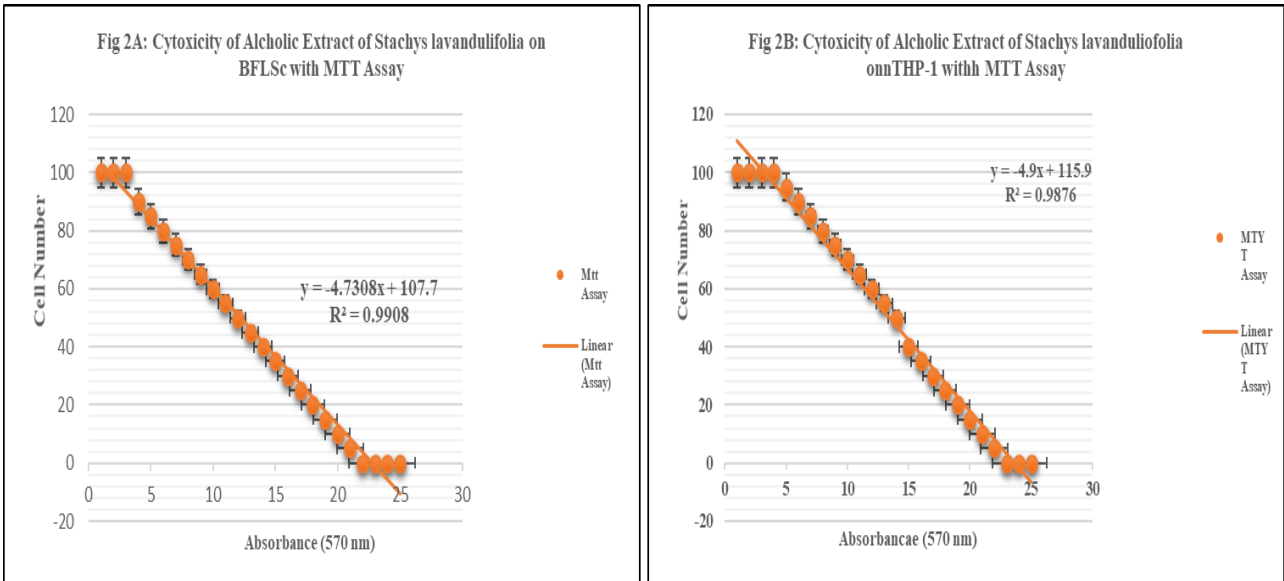 Fig 2A: Cytoxicity of Alcholic Extract of Stachys lavandulifolia on
BFLSc with MTT Assay
120
100
80
60
40
20
0
-20
Cell Number
0
5
10
15
20
25
30
Absorbance (570 nm)
y = -4.7308x + 107.7
R² = 0.9908
Mtt
Assay
Linear
(Mtt
Assay)
Fig 2B: Cytoxicity of Alcholic Extract of Stachys lavanduliofolia
onnTHP-1 withh MTT Assay
120
100
80
60
40
20
0
-20
Cell Number
0
5
10
15
20
25
30
Absorbancae (570 nm)
y = -4.9x + 115.9
R² = 0.9876
MTY
T
Assay
Linear
(MTY
T
Assay)